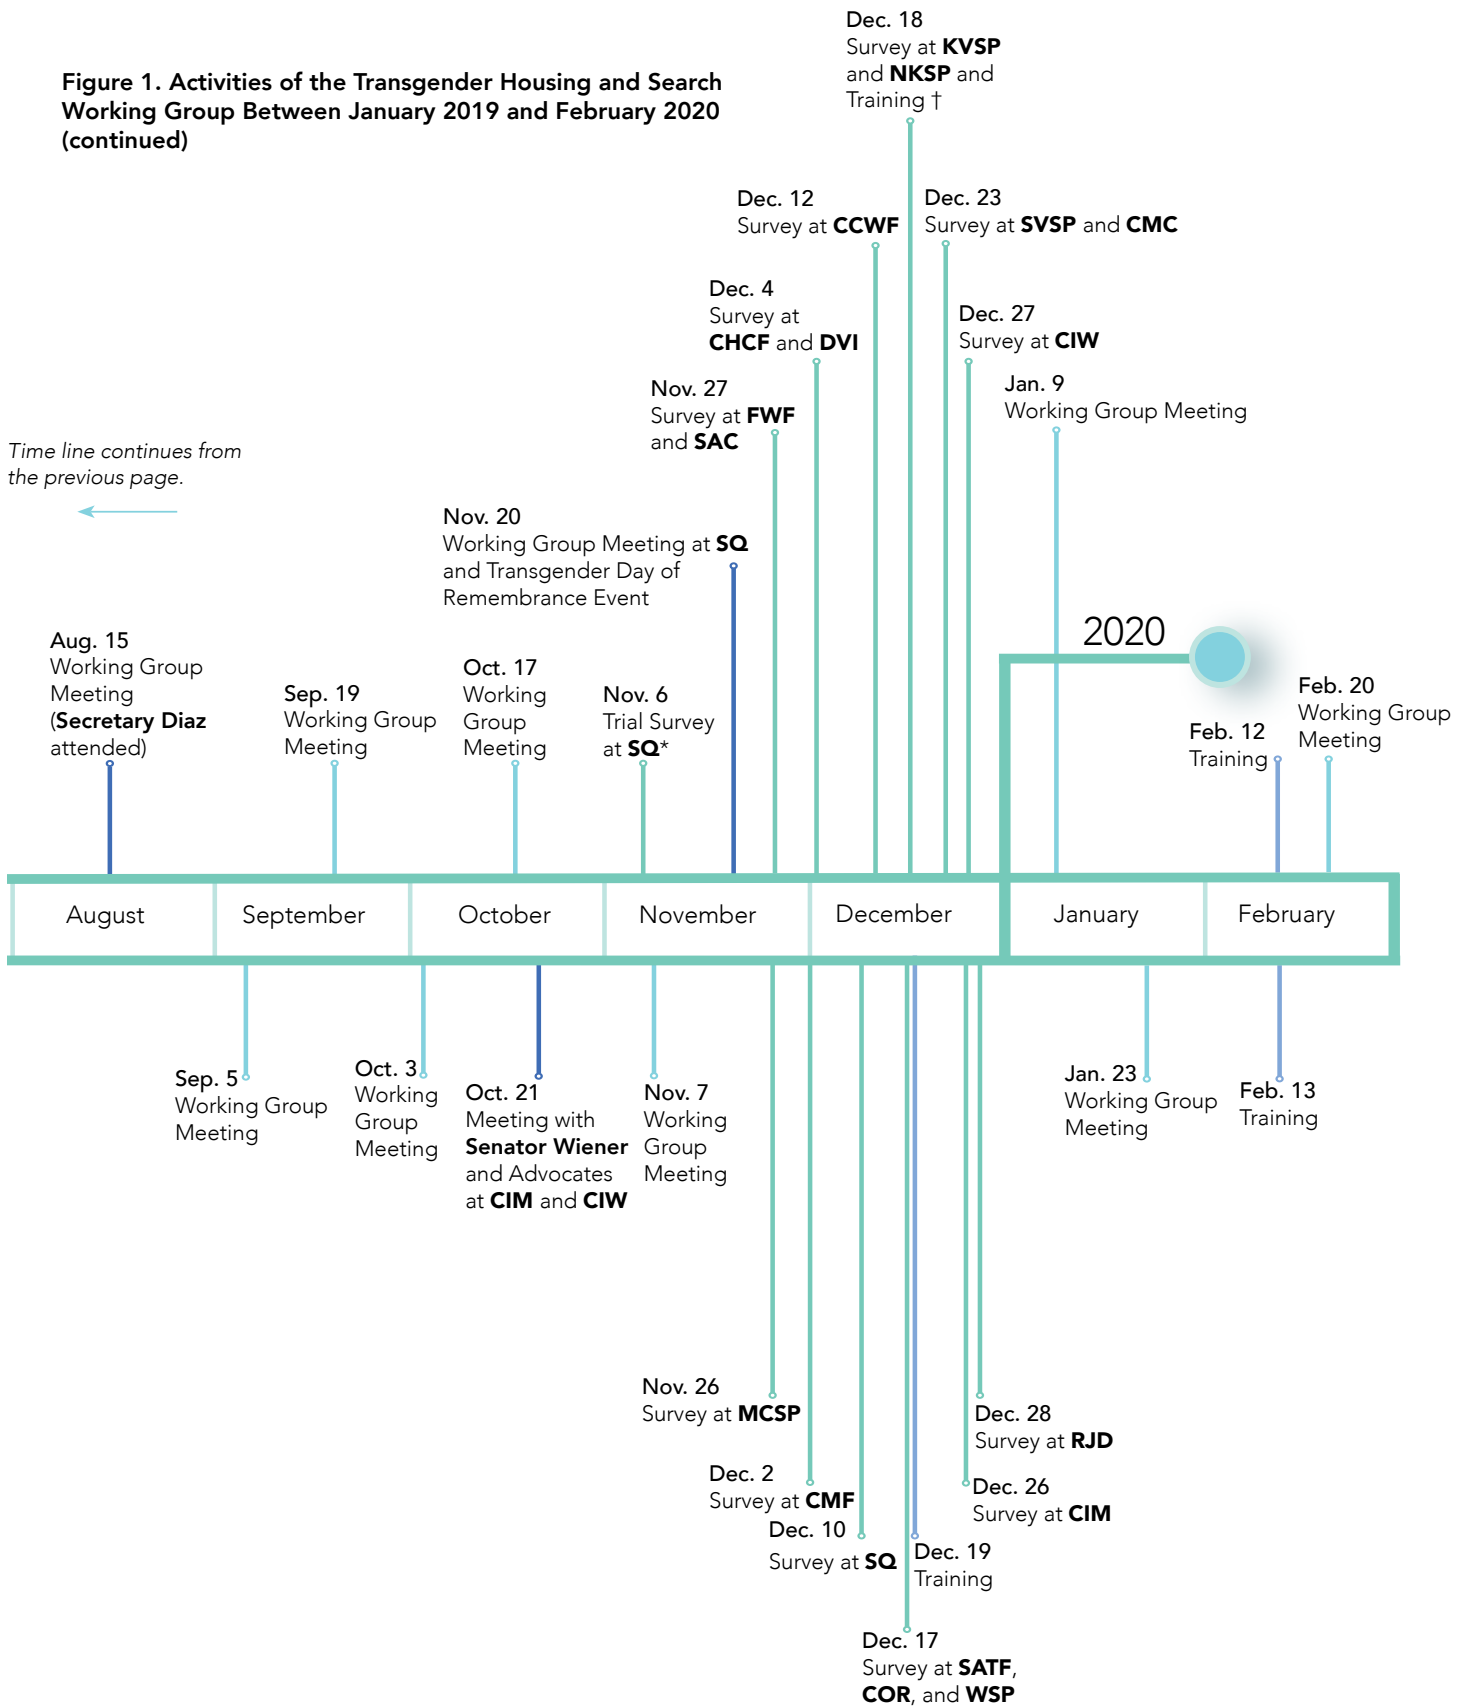 Figure 1. Activities of the Transgender Housing and Search
Working Group Between January 2019 and February 2020
(continued)
Dec. 18
Survey at KVSP
and NKSP and
Training †
Dec. 12
Survey at CCWF
Dec. 23
Survey at SVSP and CMC
Dec. 4
Survey at
CHCF and DVI
Dec. 27
Survey at CIW
Nov. 27
Survey at FWF
and SAC
Jan. 9
Working Group Meeting
Time line continues from
the previous page.
Nov. 20
Working Group Meeting at SQ
and Transgender Day of
Remembrance Event
2020
Aug. 15
Working Group
Meeting
(Secretary Diaz
attended)
Sep. 19
Working Group
Meeting
Oct. 17
Working
Group
Meeting
Nov. 6
Trial Survey
at SQ*
Feb. 12
Training
Feb. 20
Working Group
Meeting
August
September
October
November
December
January
February
Sep. 5
Working Group
Meeting
Oct. 3
Working
Group
Meeting
Oct. 21
Meeting with
Senator Wiener
and Advocates
at CIM and CIW
Nov. 7
Working
Group
Meeting
Jan. 23
Working Group
Meeting
Feb. 13
Training
Nov. 26
Survey at MCSP
Dec. 28
Survey at RJD
Dec. 2
Survey at CMF
Dec. 26
Survey at CIM
Dec. 10
Survey at SQ
Dec. 19
Training
Dec. 17
Survey at SATF,
COR, and WSP